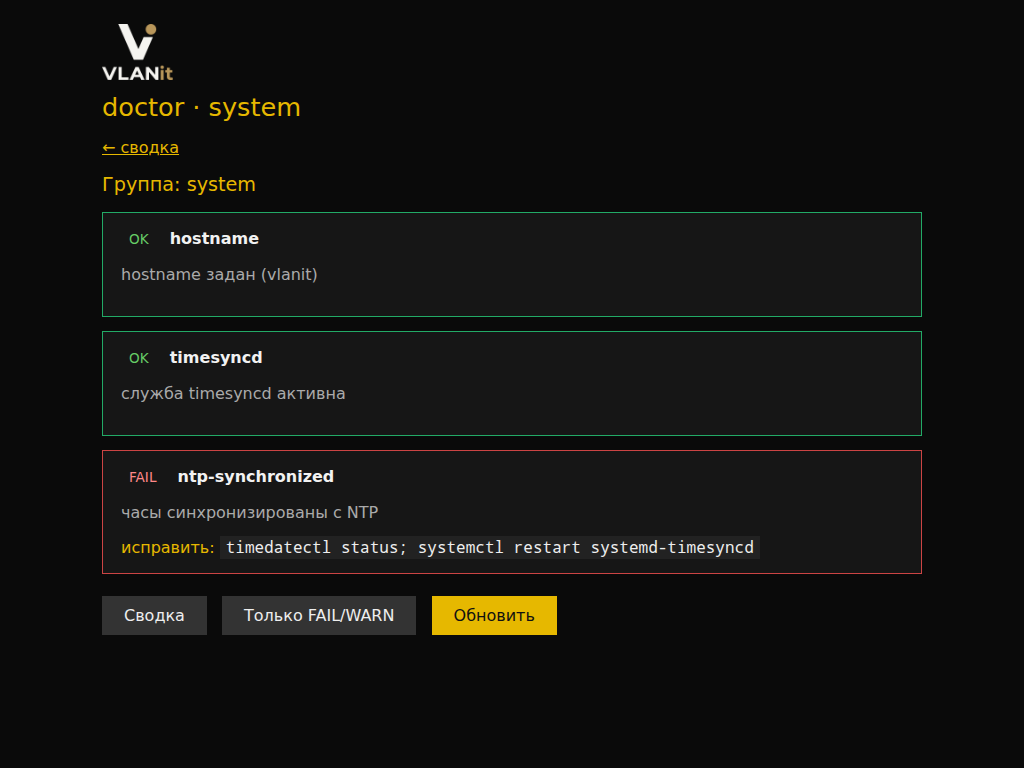 VLANit
doctor · system
← сводка
Группа: system
OK hostname
hostname задан (vlanit)
OK timesyncd
служба timesyncd активна
FAIL ntp-synchronized
часы синхронизированы с NTP
исправить: timedatectl status; systemctl restart systemd-timesyncd
Сводка Только FAIL/WARN Обновить